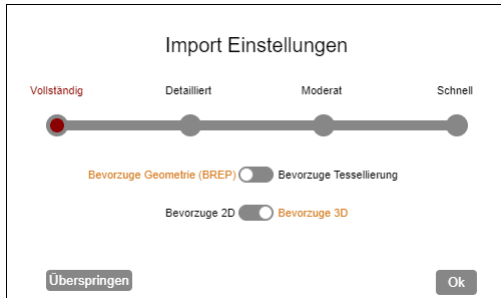 Import Einstellungen
Vollständig Detailliert Moderat Schnell
Bevorzuge Geometrie (BREP) Bevorzuge Tessellierung
Bevorzuge 2D Bevorzuge 3D
Überspringen Ok